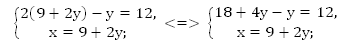 {2(9 + 2y) − y = 12, <=> {18 + 4y − y = 12,
x = 9 + 2y; x = 9 + 2y;